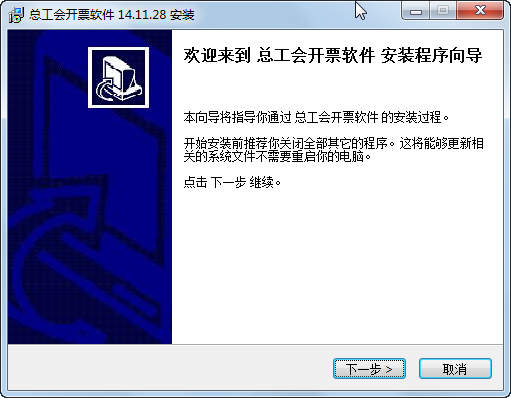 总工会开票软件 14.11.28 安装
欢迎来到 总工会开票软件 安装程序向导
本向导将指导你通过 总工会开票软件 的安装过程。
开始安装前推荐你关闭全部其它的程序。这将能够更新相
关的系统文件不需要重启你的电脑。
点击 下一步 继续。
下一步 >
取消